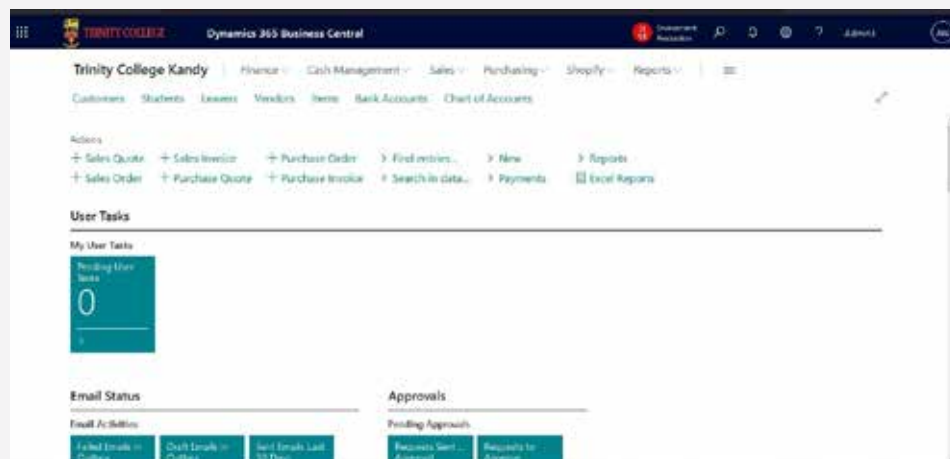 TRINITY COLLEGE Dynamics 365 Business Central Environment Production Admin1
Trinity College Kandy Finance Cash Management Sales Purchasing Shopify Reports
Customers Students Leavers Vendors Items Bank Accounts Chart of Accounts
Actions
+ Sales Quote + Sales Invoice + Purchase Order > Find entries... > New > Reports
+ Sales Order + Purchase Quote + Purchase Invoice Search in data... > Payments Excel Reports
User Tasks
My User Tasks
Pending User
Tasks
0
Email Status Approvals
Email Activities Pending Approvals
Failed Emails in Draft Emails in Sent Emails Last Requests Sent ... Requests to
Outbox Outbox 30 Days Approval Approve